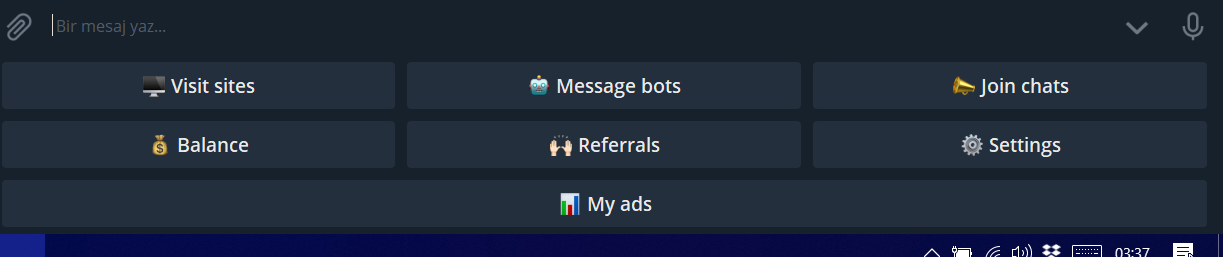 Bir mesaj yaz...
Visit sites Message bots Join chats
Balance Referrals Settings
My ads
03:37